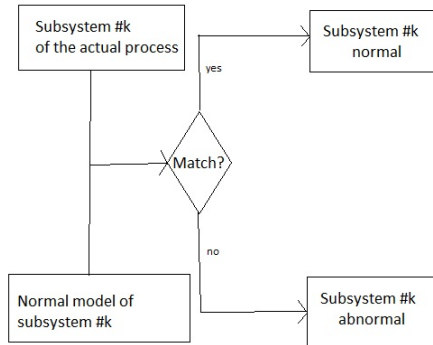 Subsystem #k
of the actual process
Subsystem #k
normal
yes
Match?
no
Normal model of
subsystem #k
Subsystem #k
abnormal